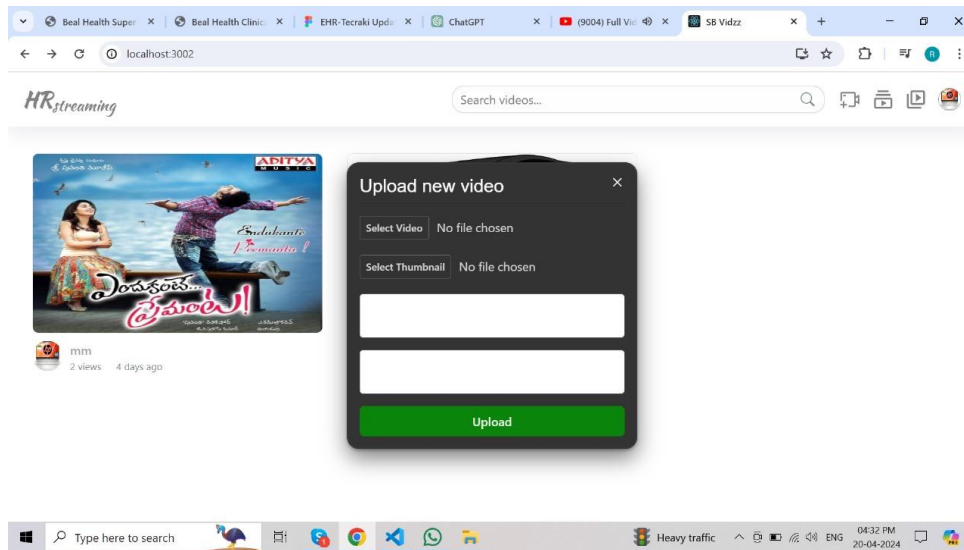 Beal Health Super
Beal Health Clinic
EHR-Tecraki Updat
ChatGPT
(9004) Full Vid
SB Vidzz
localhost:3002
HRstreaming
Search videos...
ADITYA
MUSIC
Endukante
Premanta !
ఎందుకంటే...
ప్రేమంట!
mm
2 views 4 days ago
Upload new video
Select Video No file chosen
Select Thumbnail No file chosen
Upload
Type here to search
Heavy traffic
ENG
04:32 PM
20-04-2024